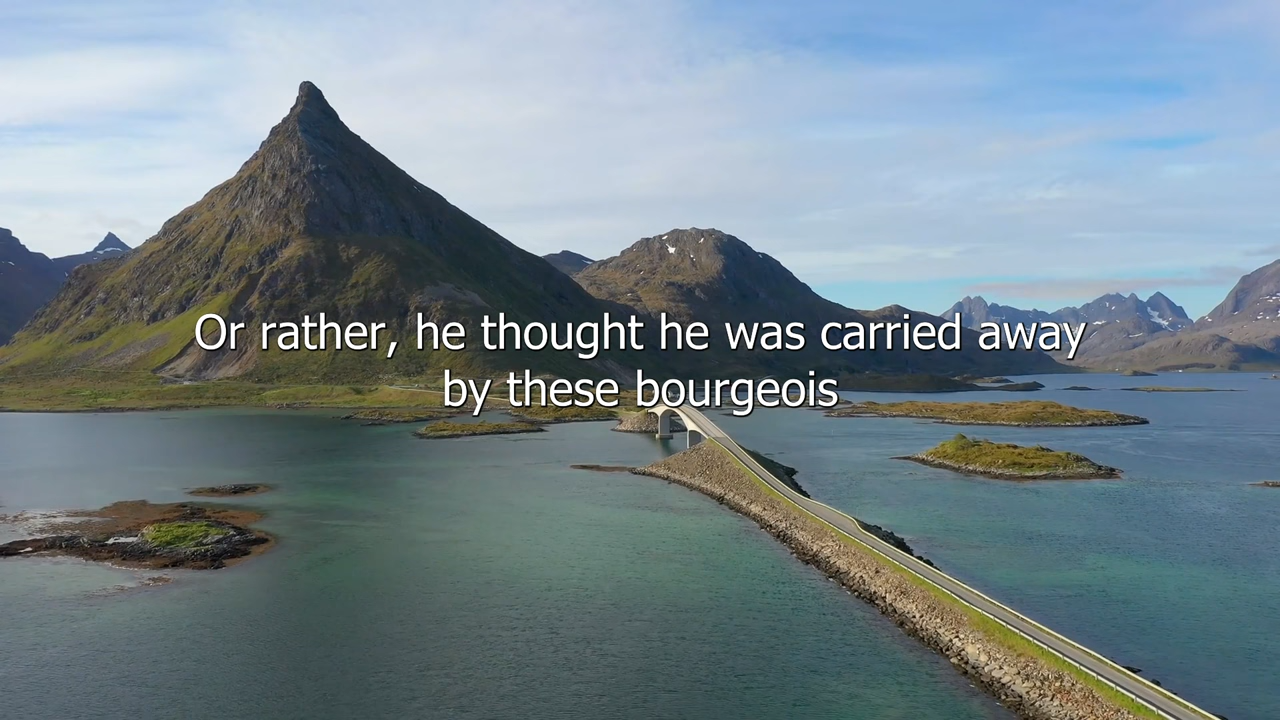 Or rather, he thought he was carried away
by these bourgeois